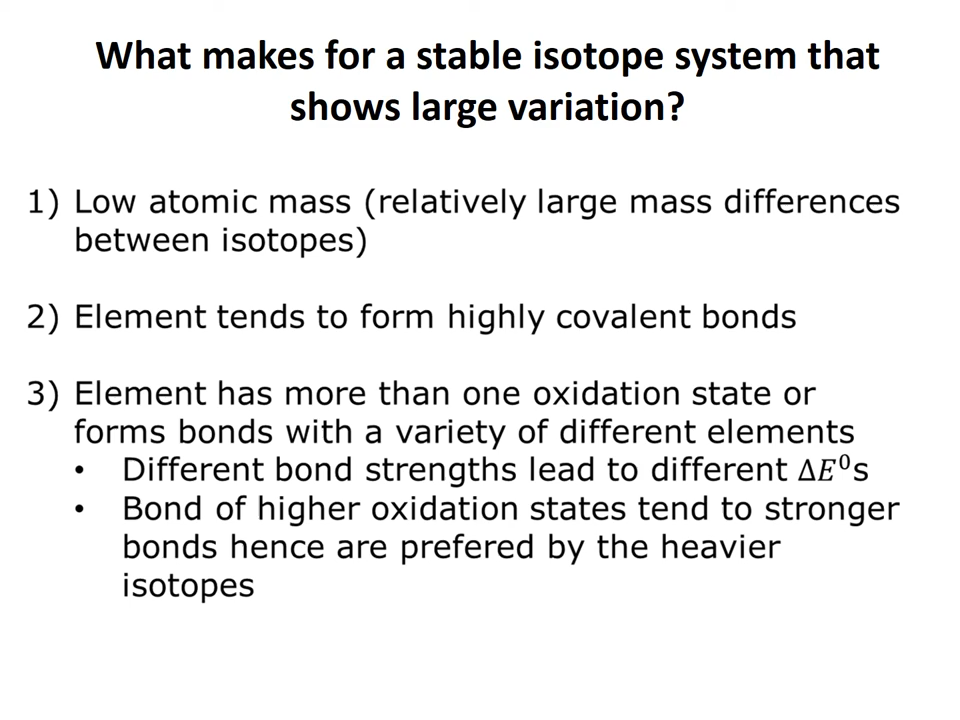 What makes for a stable isotope system that
shows large variation?
1) Low atomic mass (relatively large mass differences
between isotopes)
2) Element tends to form highly covalent bonds
3) Element has more than one oxidation state or
forms bonds with a variety of different elements
• Different bond strengths lead to different ΔE⁰s
• Bond of higher oxidation states tend to stronger
bonds hence are prefered by the heavier
isotopes